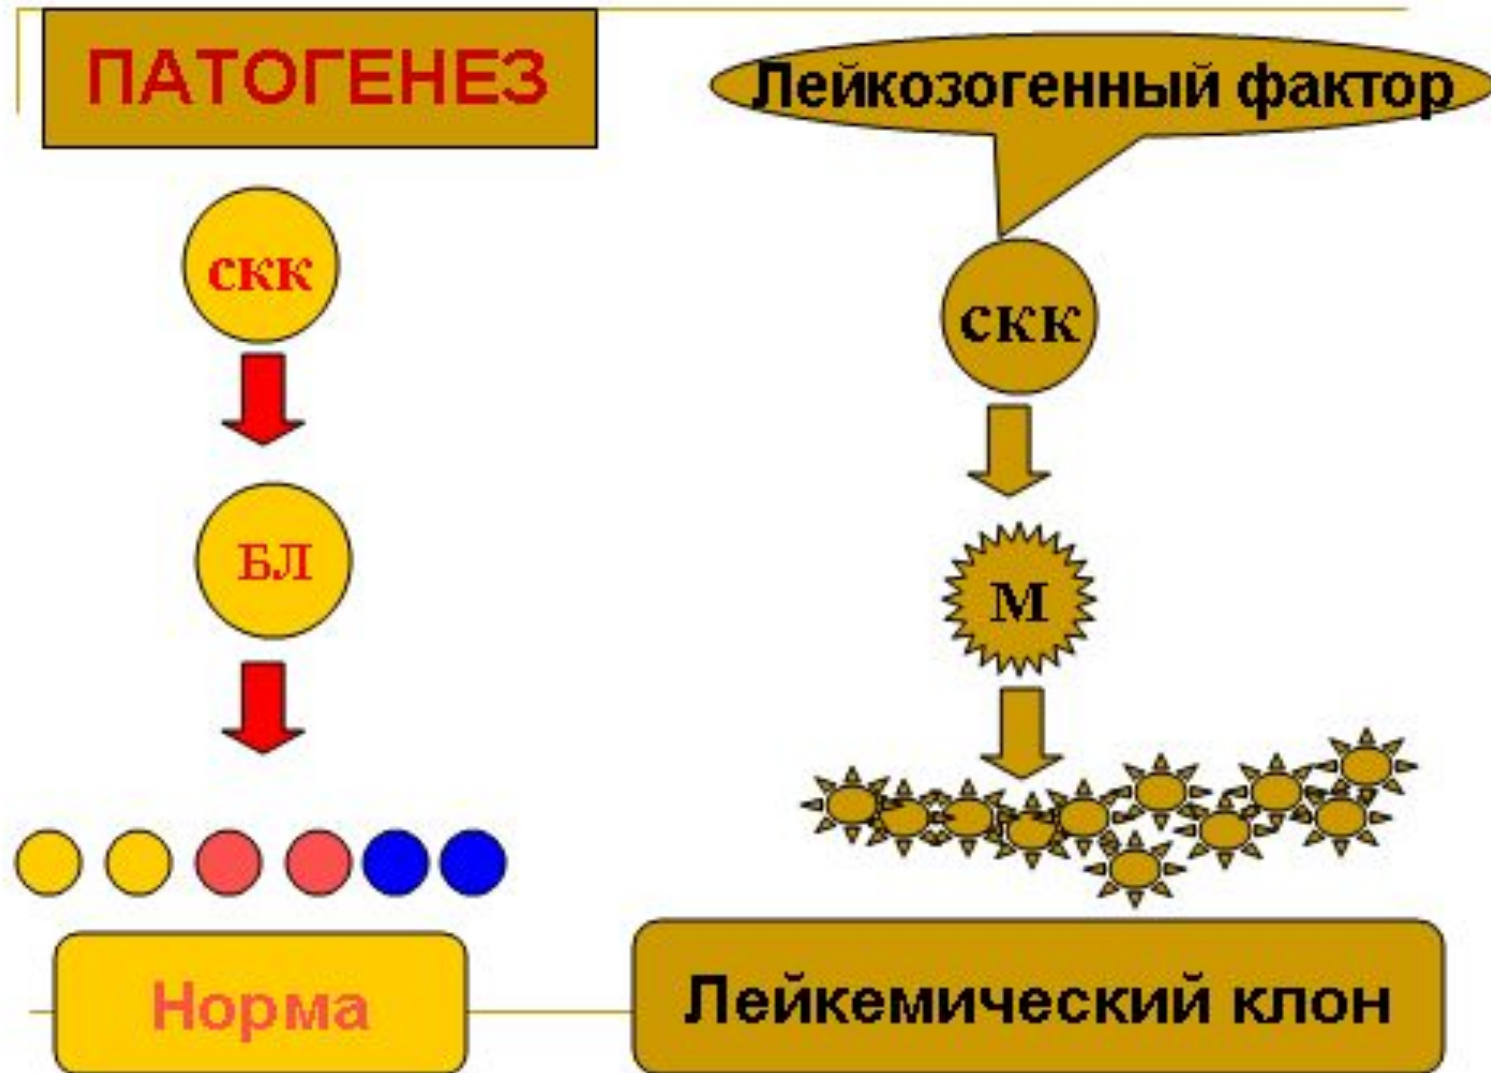 ПАТОГЕНЕЗ
Лейкозогенный фактор
скк
скк
БЛ
М
Норма
Лейкемический клон